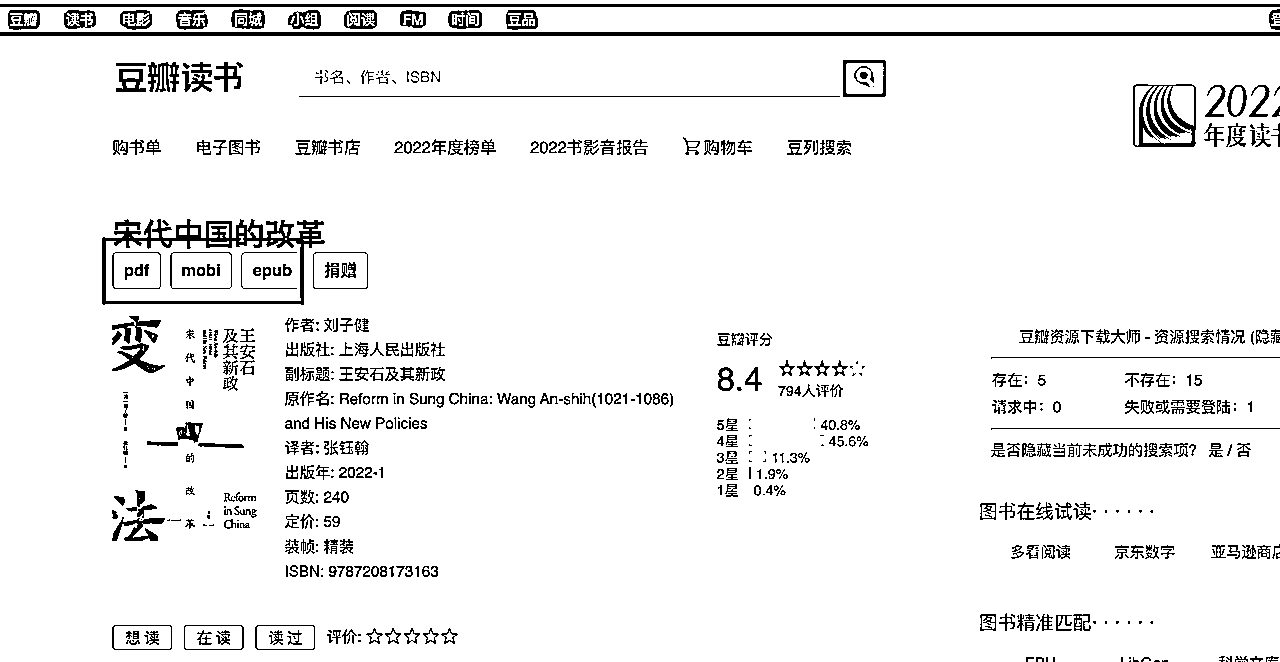 豆瓣 读书 电影 音乐 同城 小组 阅读 FM 时间 豆品
豆瓣读书
书名、作者、ISBN
2022
年度读书
购书单 电子图书 豆瓣书店 2022年度榜单 2022书影音报告 购物车 豆列搜索
宋代中国的改革
pdf mobi epub 捐赠
变
法
宋代中国的改革
王安石
及其新政
Reform
in Sung
China
作者: 刘子健
出版社: 上海人民出版社
副标题: 王安石及其新政
原作名: Reform in Sung China: Wang An-shih(1021-1086)
and His New Policies
译者: 张钰翰
出版年: 2022-1
页数: 240
定价: 59
装帧: 精装
ISBN: 9787208173163
豆瓣评分
8.4
794人评价
5星 40.8%
4星 45.6%
3星 11.3%
2星 1.9%
1星 0.4%
豆瓣资源下载大师 - 资源搜索情况 (隐藏
存在：5 不存在：15
请求中：0 失败或需要登陆：1
是否隐藏当前未成功的搜索项？ 是 / 否
图书在线试读· · · · · ·
多看阅读 京东数字 亚马逊商店
图书精准匹配· · · · · ·
想读 在读 读过 评价: